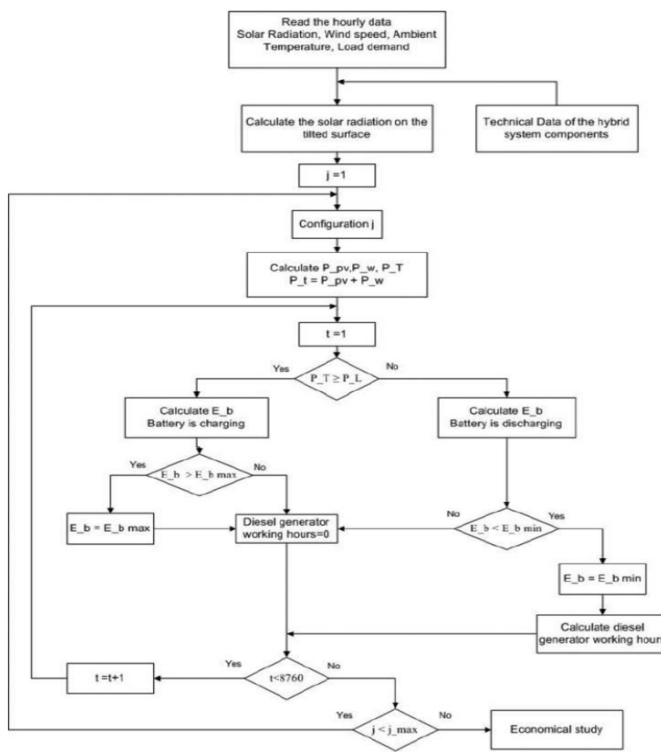 Read the hourly data
Solar Radiation, Wind speed, Ambient
Temperature, Load demand
Calculate the solar radiation on the
tilted surface
Technical Data of the hybrid
system components
j =1
Configuration j
Calculate P_pv,P_w, P_T
P_t = P_pv + P_w
t =1
Yes
No
P_T ≥ P_L
Calculate E_b
Battery is charging
Calculate E_b
Battery is discharging
Yes
No
E_b > E_b max
E_b = E_b max
Diesel generator
working hours=0
No
Yes
E_b < E_b min
E_b = E_b min
Calculate diesel
generator working hours
t =t+1
Yes
No
t<8760
Yes
No
j < j_max
Economical study